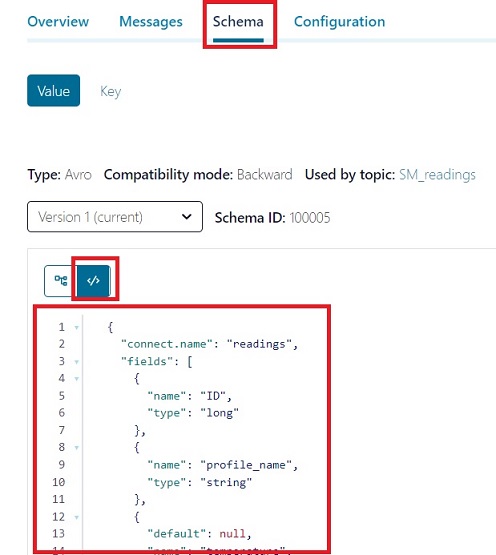 Overview Messages Schema Configuration
Value Key
Type: Avro Compatibility mode: Backward Used by topic: SM_readings
Version 1 (current) Schema ID: 100005
</>
1 {
2 "connect.name": "readings",
3 "fields": [
4 {
5 "name": "ID",
6 "type": "long"
7 },
8 {
9 "name": "profile_name",
10 "type": "string"
11 },
12 {
13 "default": null,
14 "name": "temperature",